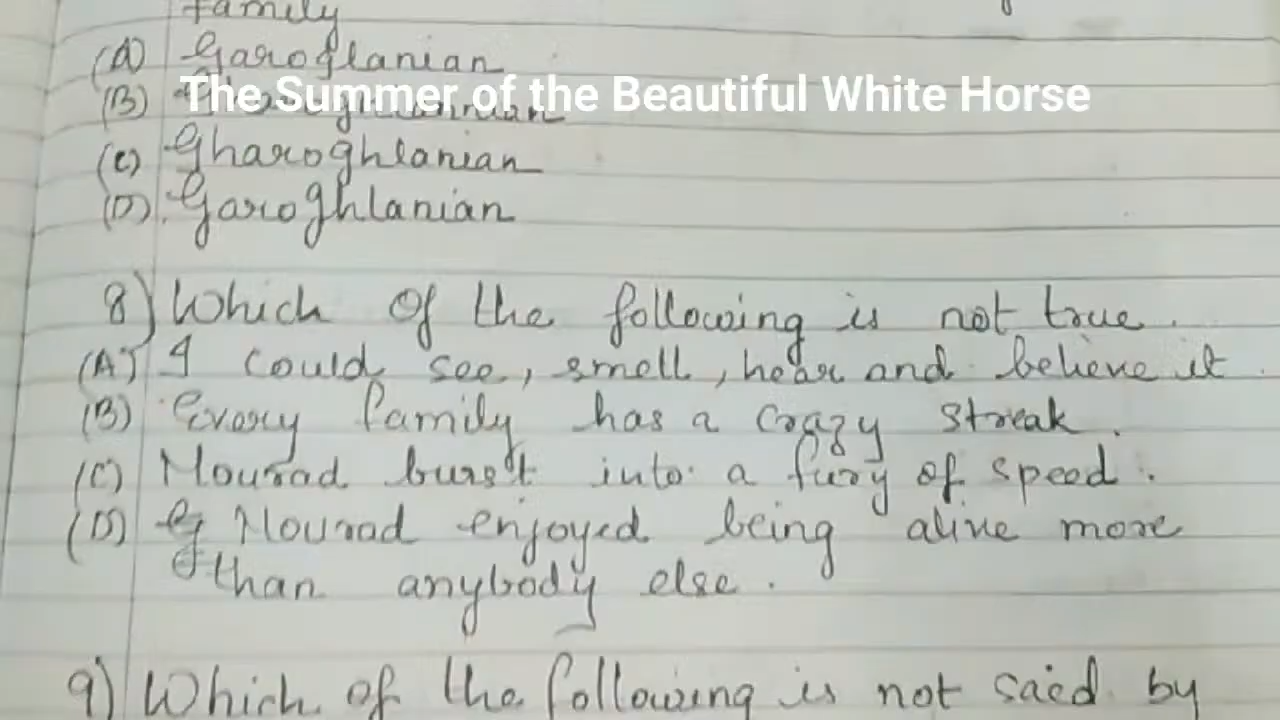 family
(A) Garoglanian
The Summer of the Beautiful White Horse
(B)
(C) Gharoghlanian
(D) Garoghlanian
8) Which of the following is not true.
(A) I could see, smell, hear and believe it.
(B) Every family has a crazy streak.
(C) Mourad burst into a fury of speed.
(D) Mourad enjoyed being alive more
than anybody else.
9) Which of the following is not saied by